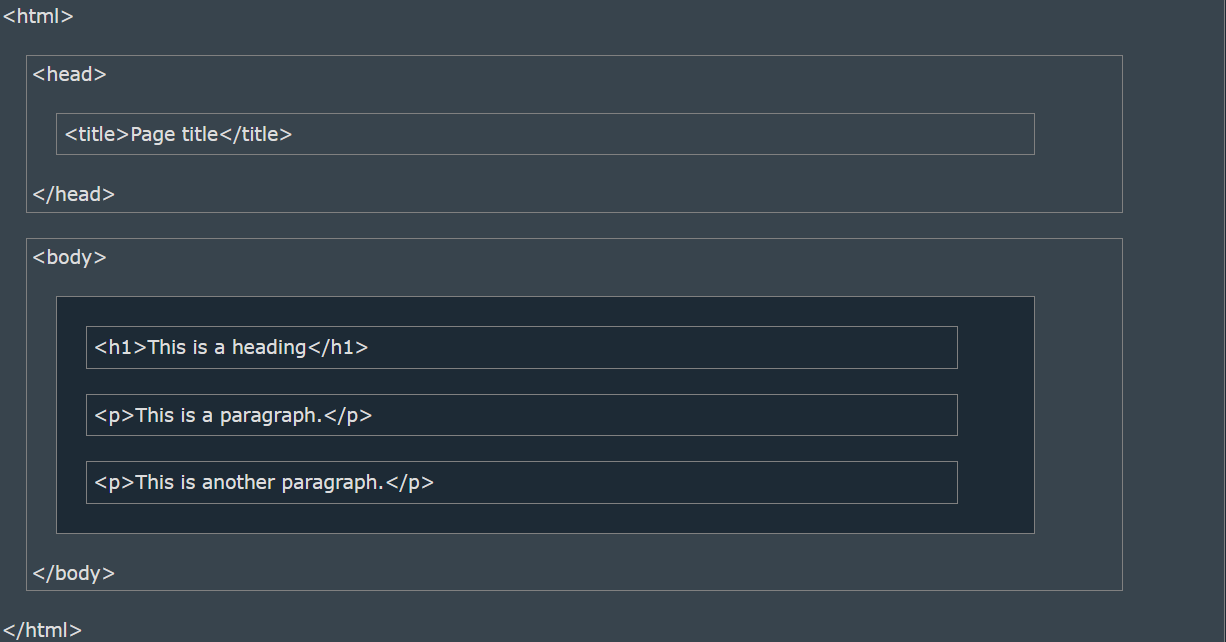 <html>
<head>
<title>Page title</title>
</head>
<body>
<h1>This is a heading</h1>
<p>This is a paragraph.</p>
<p>This is another paragraph.</p>
</body>
</html>